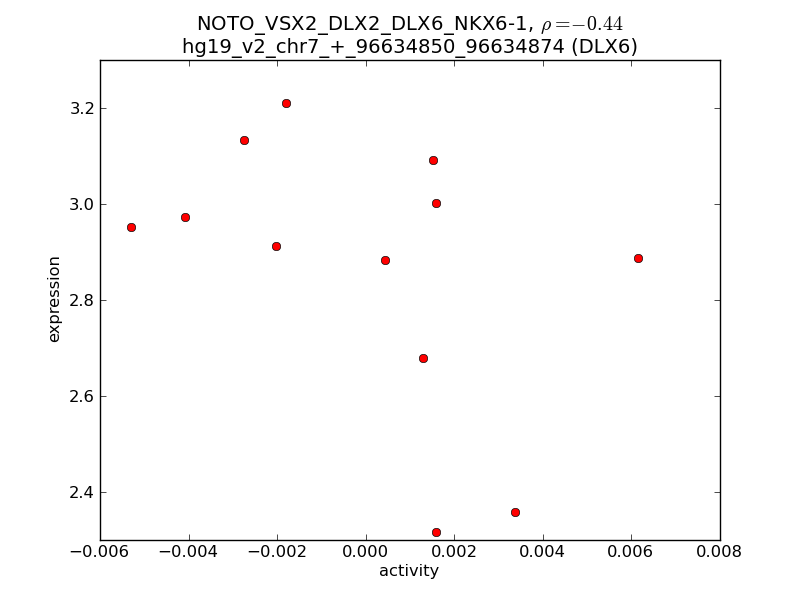 NOTO_VSX2_DLX2_DLX6_NKX6-1, ρ=−0.44
hg19_v2_chr7_+_96634850_96634874 (DLX6)
3.2
3.0
2.8
2.6
2.4
expression
−0.006 −0.004 −0.002 0.000 0.002 0.004 0.006 0.008
activity